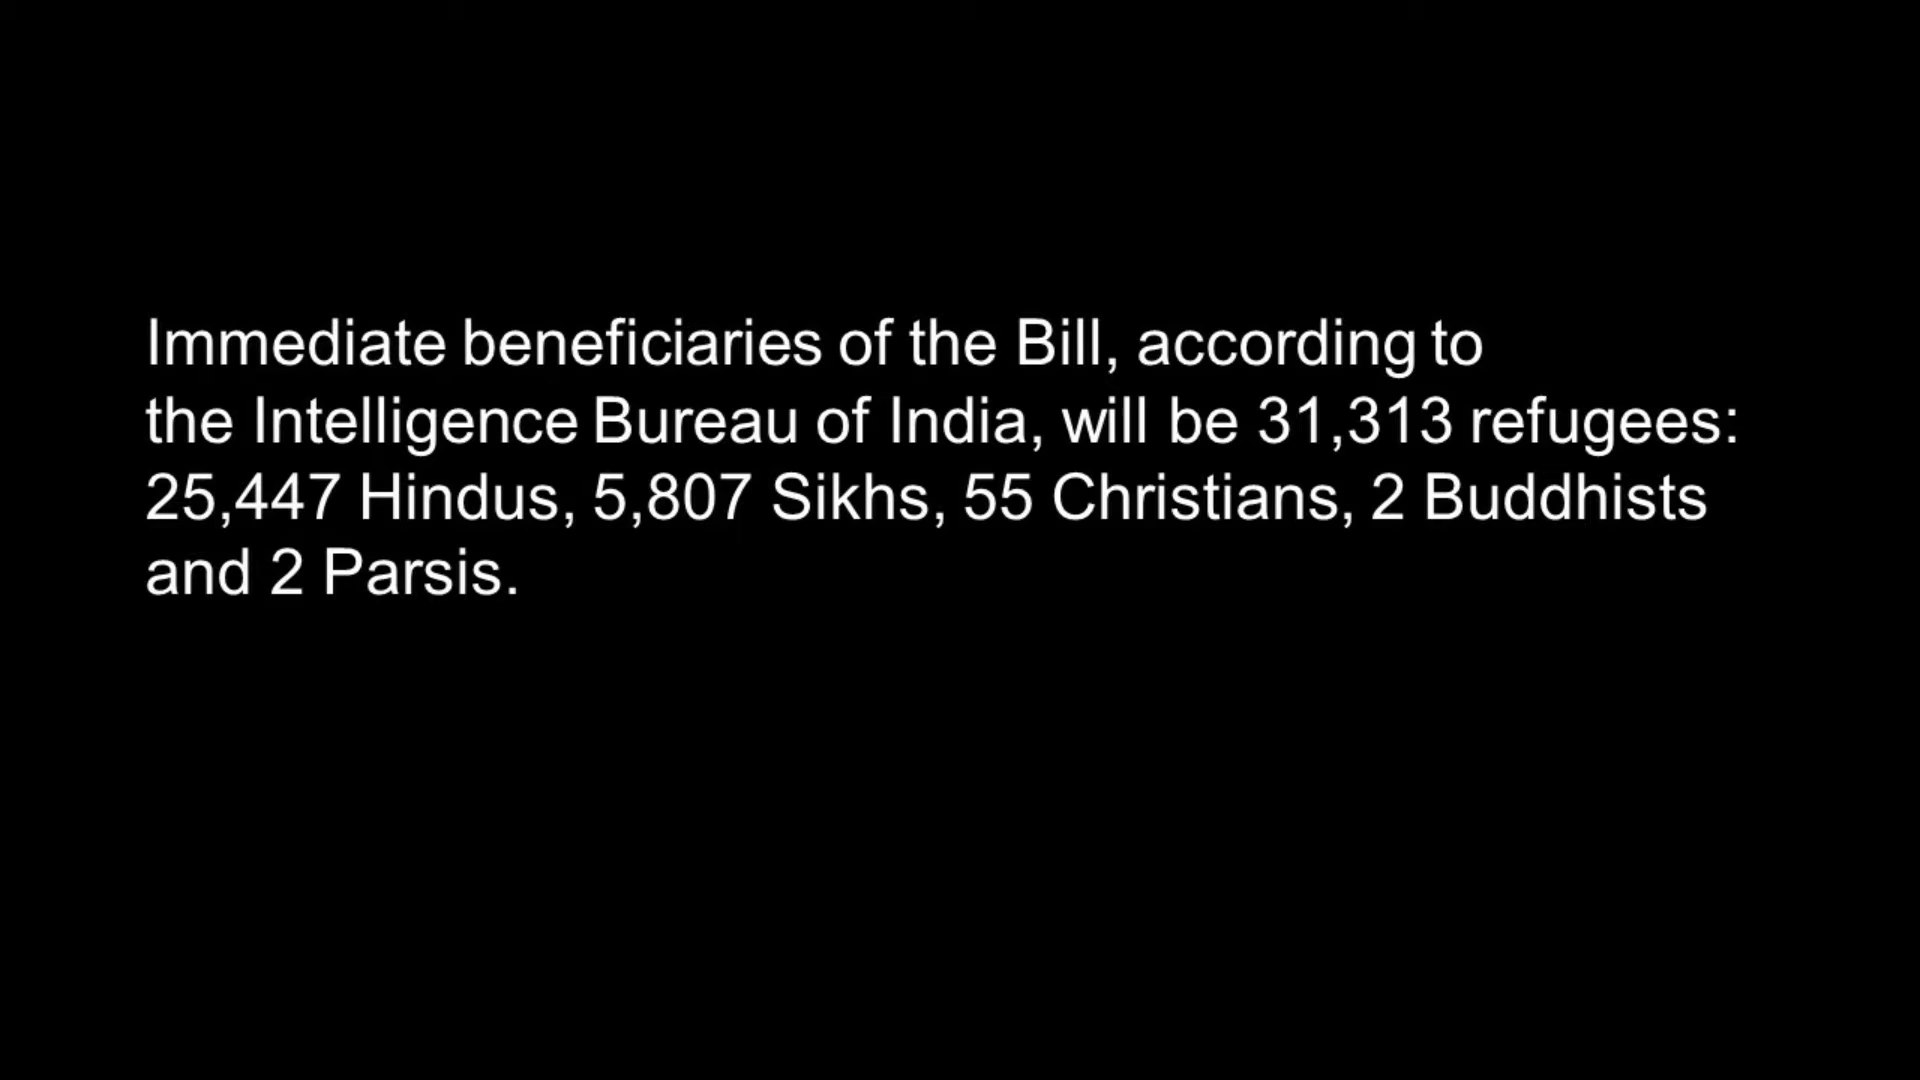 Immediate beneficiaries of the Bill, according to
the Intelligence Bureau of India, will be 31,313 refugees:
25,447 Hindus, 5,807 Sikhs, 55 Christians, 2 Buddhists
and 2 Parsis.